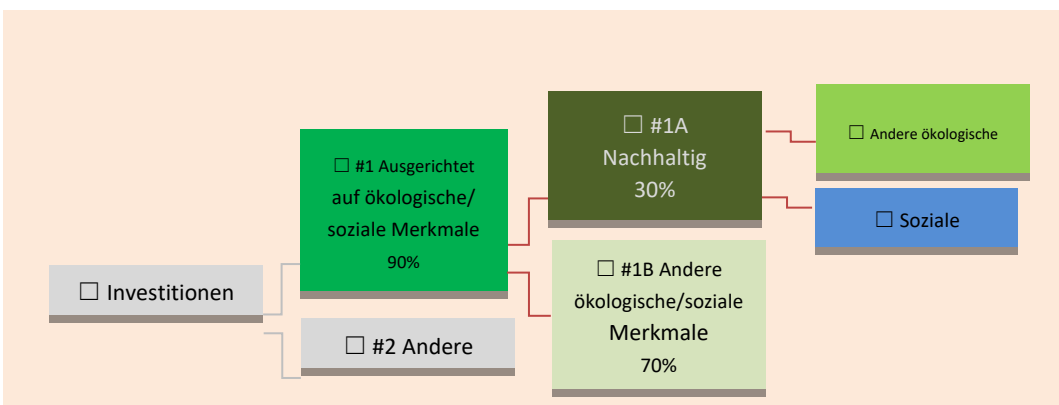 ☐ Investitionen
☐ #1 Ausgerichtet
auf ökologische/
soziale Merkmale
90%
☐ #2 Andere
☐ #1A
Nachhaltig
30%
☐ #1B Andere
ökologische/soziale
Merkmale
70%
☐ Andere ökologische
☐ Soziale